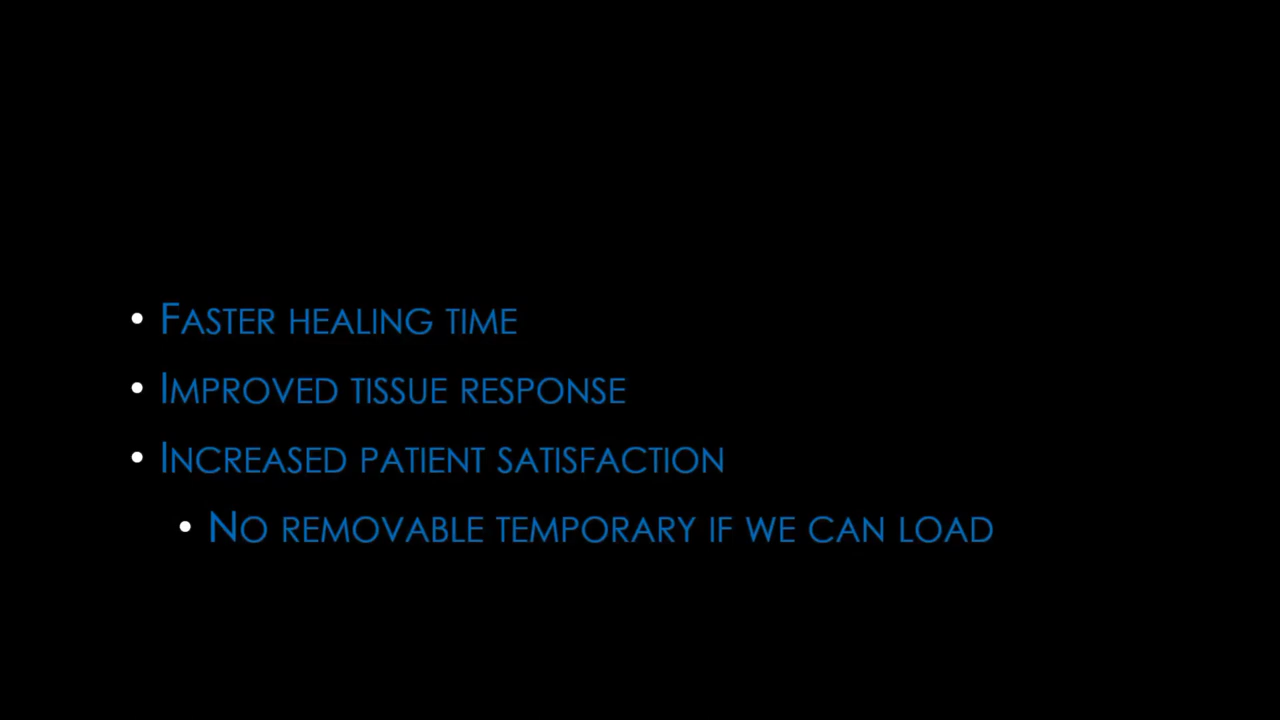 • Faster healing time
• Improved tissue response
• Increased patient satisfaction
• No removable temporary if we can load